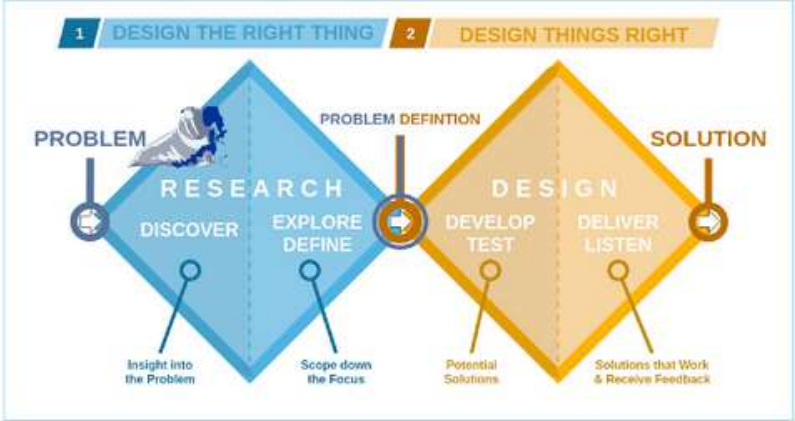 1 DESIGN THE RIGHT THING 2 DESIGN THINGS RIGHT
PROBLEM
PROBLEM DEFINTION
SOLUTION
RESEARCH
DESIGN
DISCOVER
EXPLORE
DEFINE
DEVELOP
TEST
DELIVER
LISTEN
Insight into
the Problem
Scope down
the Focus
Potential
Solutions
Solutions that Work
& Receive Feedback